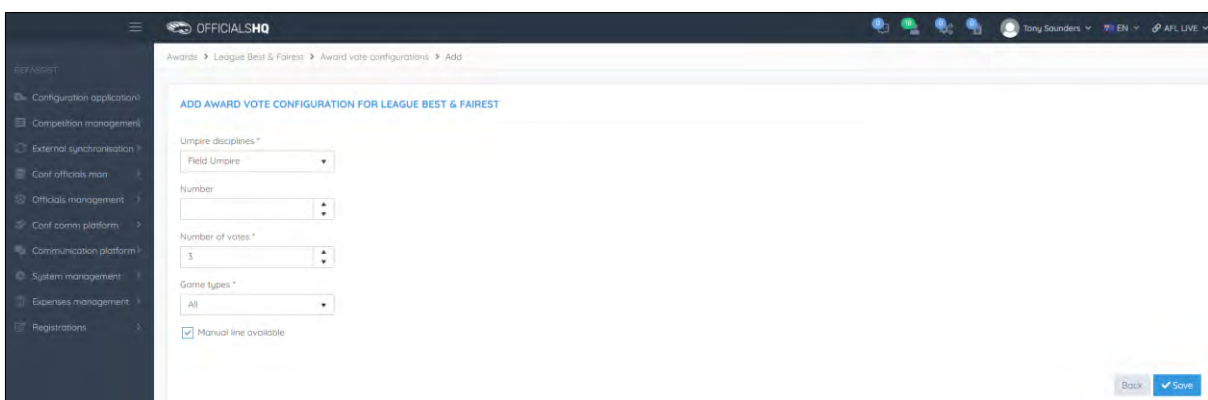 OFFICIALSHQ
Tony Saunders
EN
AFL LIVE
Awards > League Best & Fairest > Award vote configurations > Add
REFASSIST
Configuration application
Competition management
External synchronisation
Conf officials man
Officials management
Conf comm platform
Communication platform
System management
Expenses management
Registrations
ADD AWARD VOTE CONFIGURATION FOR LEAGUE BEST & FAIREST
Umpire disciplines *
Field Umpire
Number
Number of votes *
3
Game types *
All
Manual line available
Back
Save